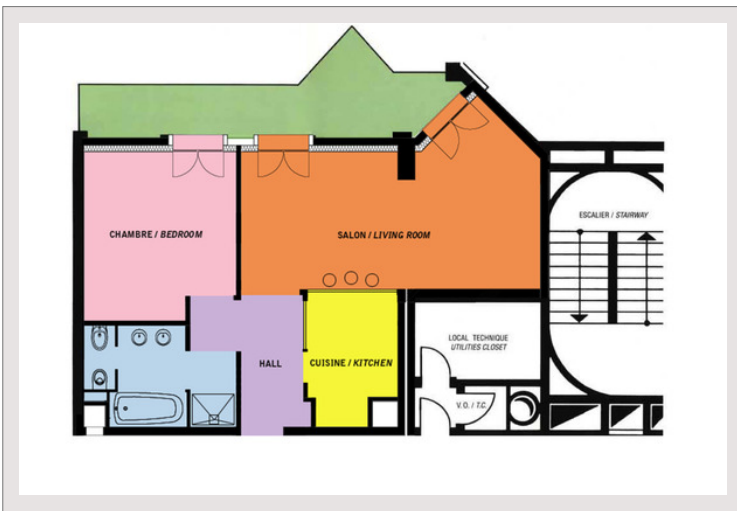 ESCALIER / STAIRWAY
CHAMBRE / BEDROOM
SALON / LIVING ROOM
LOCAL TECHNIQUE
UTILITIES CLOSET
HALL
CUISINE / KITCHEN
V.O. / T.C.